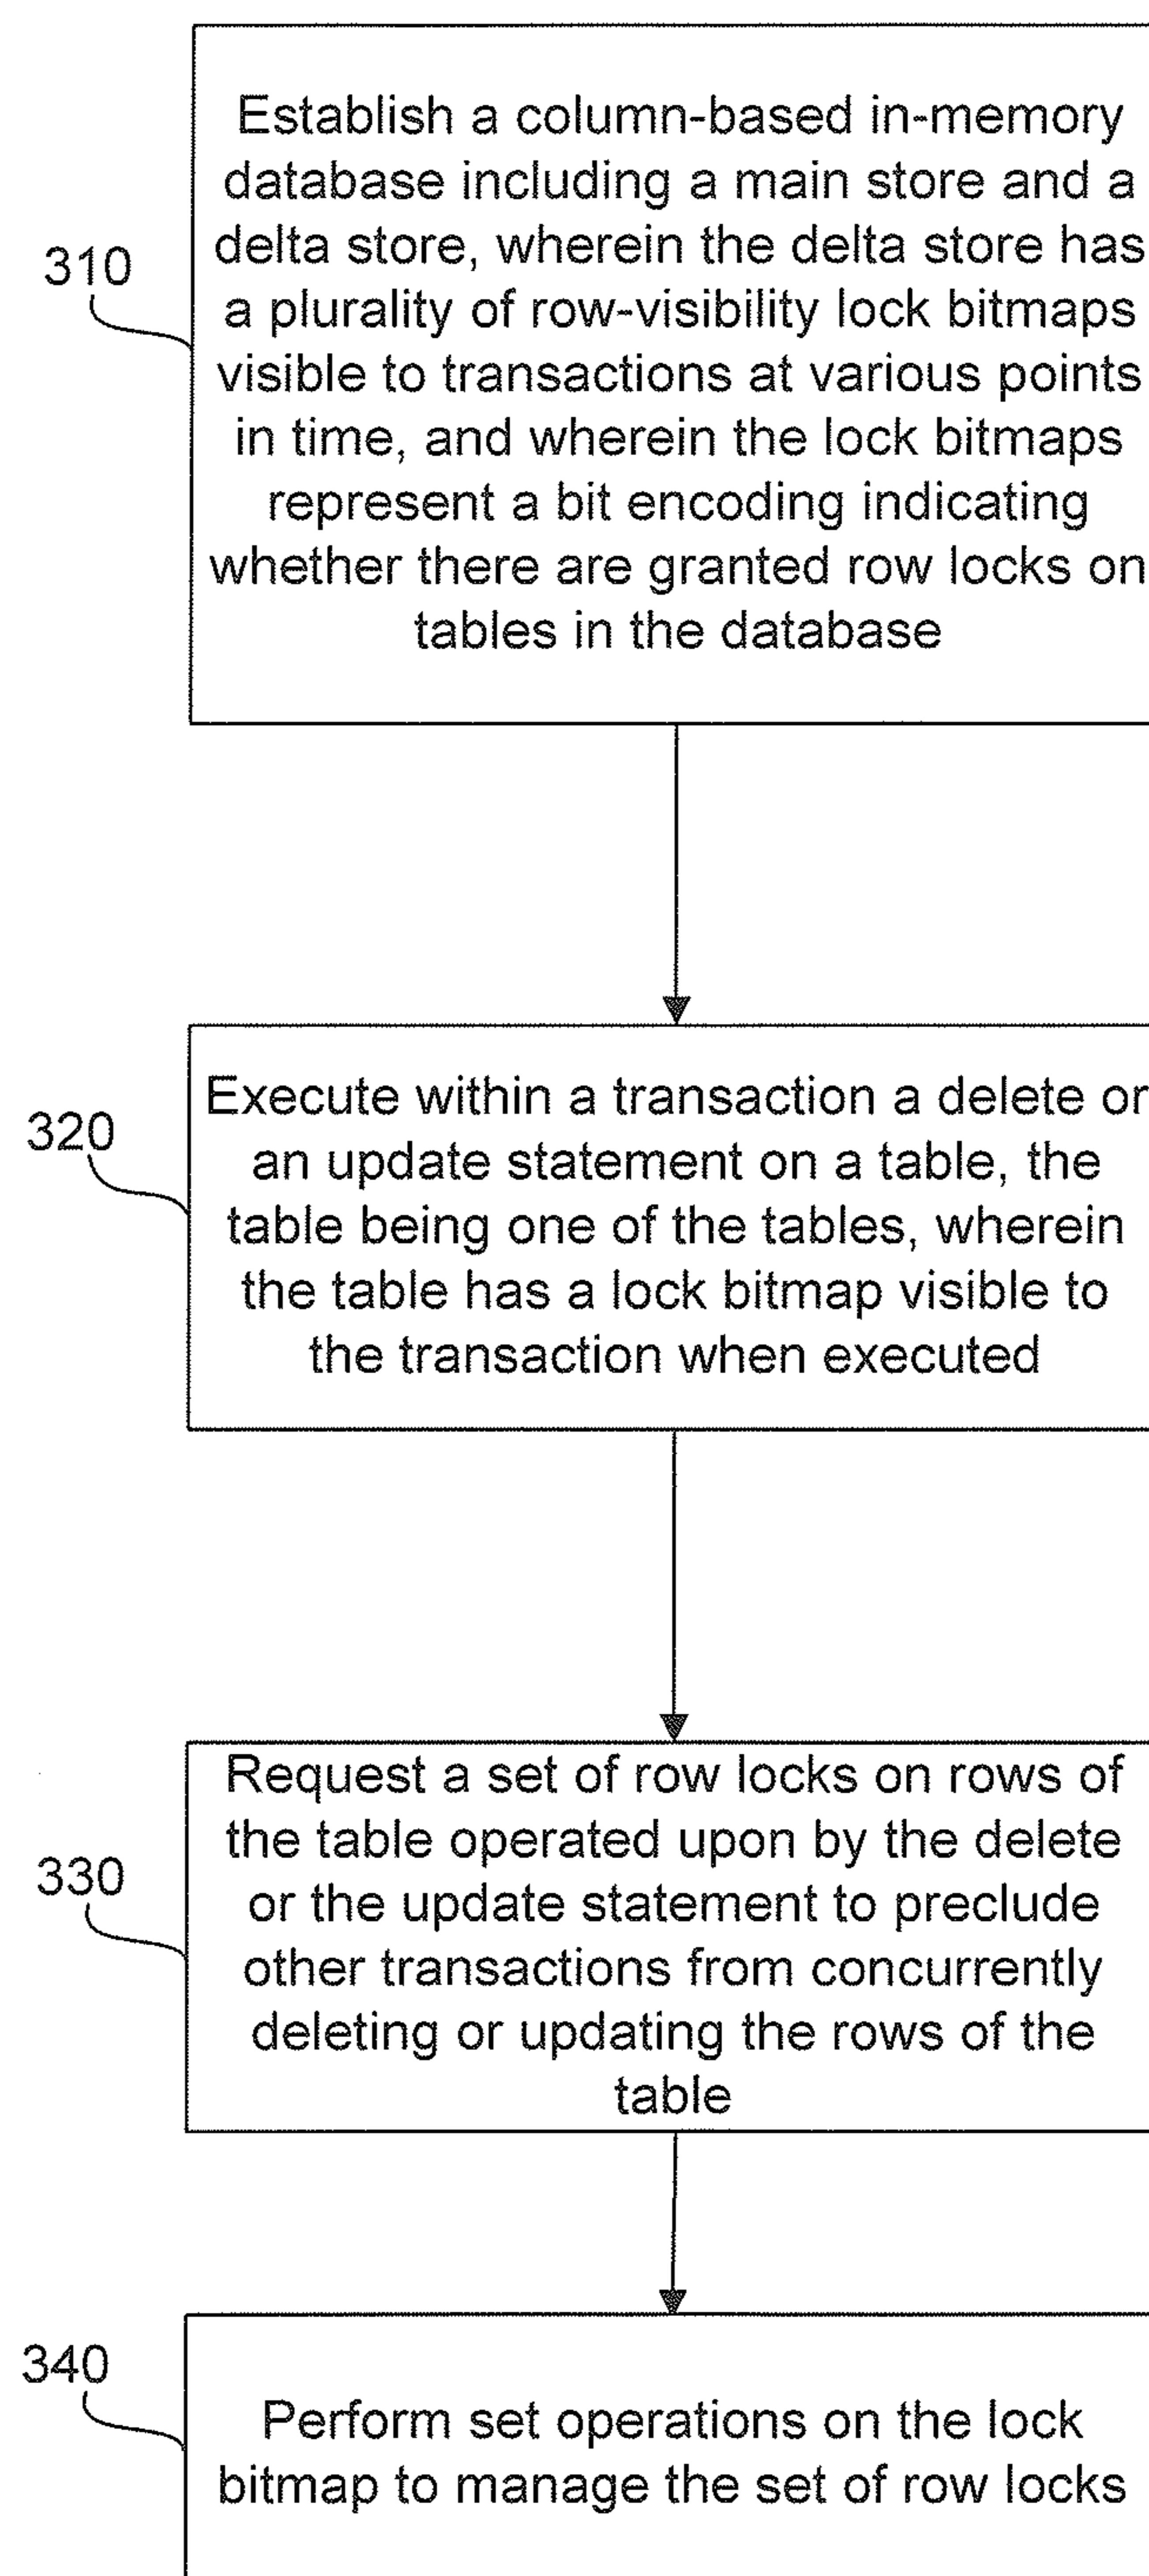 Establish a column-based in-memory
database including a main store and a
delta store, wherein the delta store has
a plurality of row-visibility lock bitmaps
visible to transactions at various points
in time, and wherein the lock bitmaps
represent a bit encoding indicating
whether there are granted row locks on
tables in the database
310
Execute within a transaction a delete or
an update statement on a table, the
table being one of the tables, wherein
the table has a lock bitmap visible to
the transaction when executed
320
Request a set of row locks on rows of
the table operated upon by the delete
or the update statement to preclude
other transactions from concurrently
deleting or updating the rows of the
table
330
Perform set operations on the lock
bitmap to manage the set of row locks
340